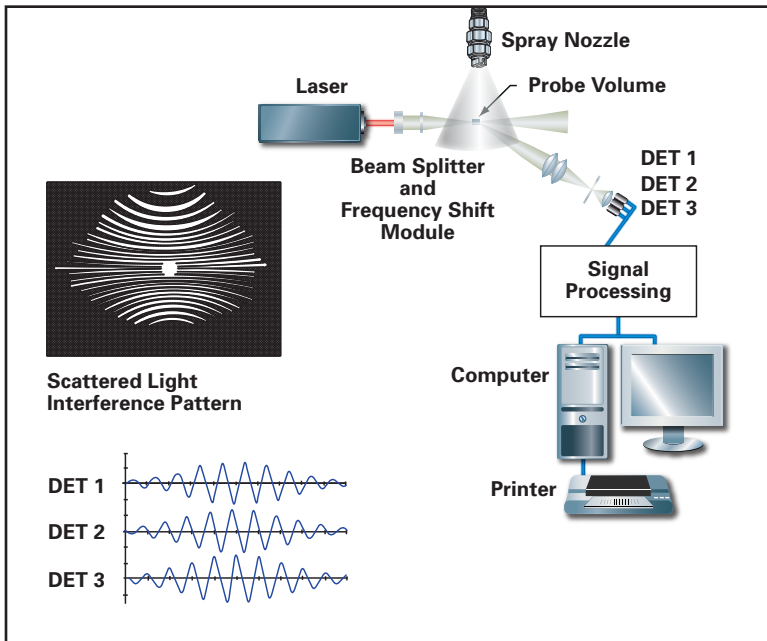 Spray Nozzle
Laser
Probe Volume
Beam Splitter
and
Frequency Shift
Module
DET 1
DET 2
DET 3
Signal
Processing
Computer
Printer
Scattered Light
Interference Pattern
DET 1
DET 2
DET 3